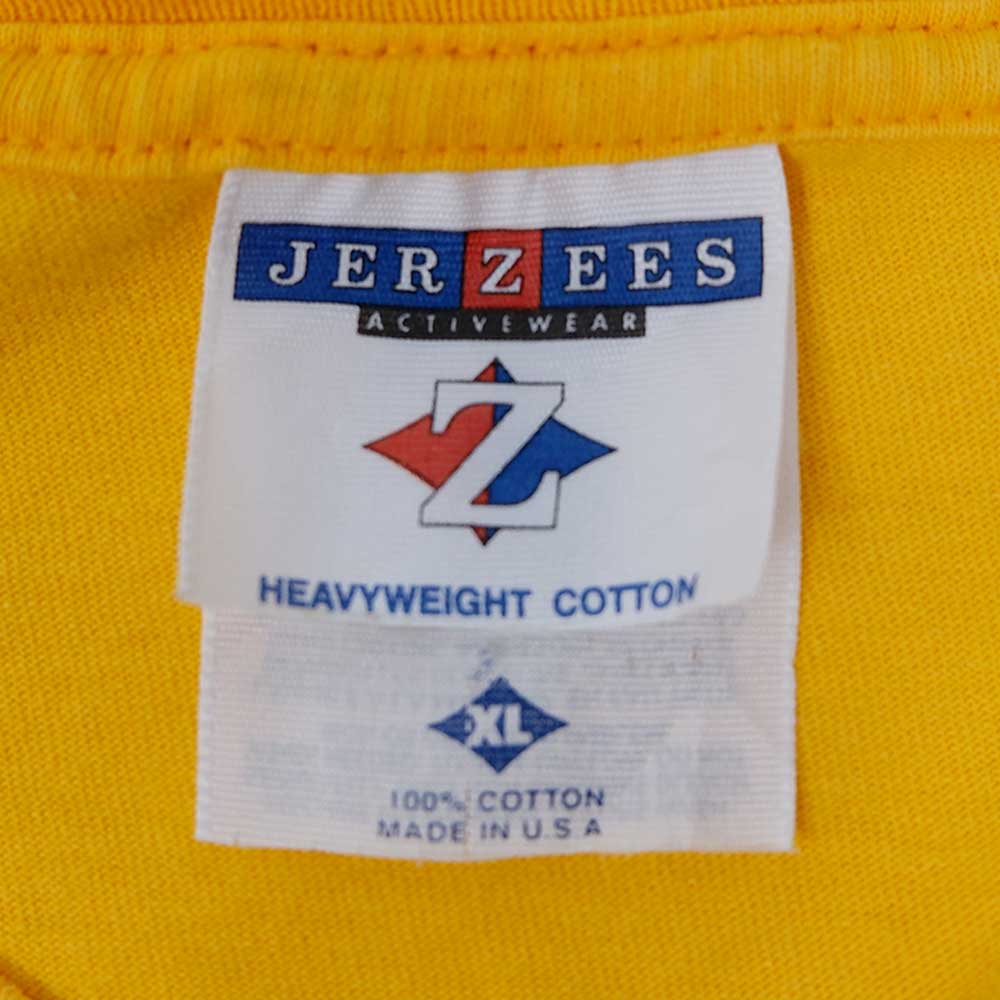 JERZEES
ACTIVEWEAR
Z
HEAVYWEIGHT COTTON
XL
100% COTTON
MADE IN U.S.A